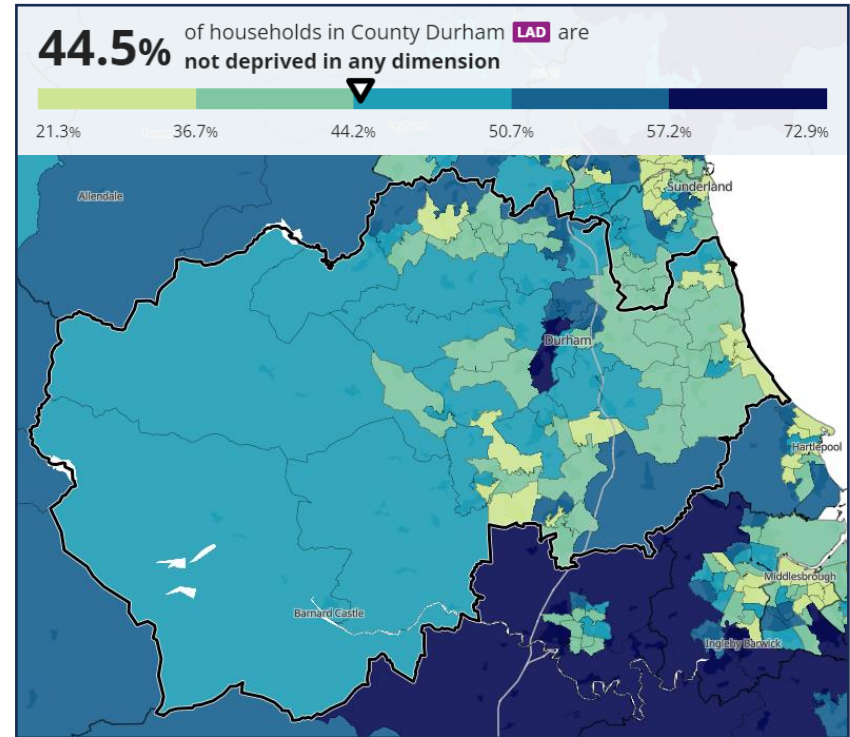 44.5% of households in County Durham LAD are
not deprived in any dimension
21.3% 36.7% 44.2% 50.7% 57.2% 72.9%
Allendale
Sunderland
Durham
Hartlepool
Middlesbrough
Barnard Castle
Ingleby Barwick